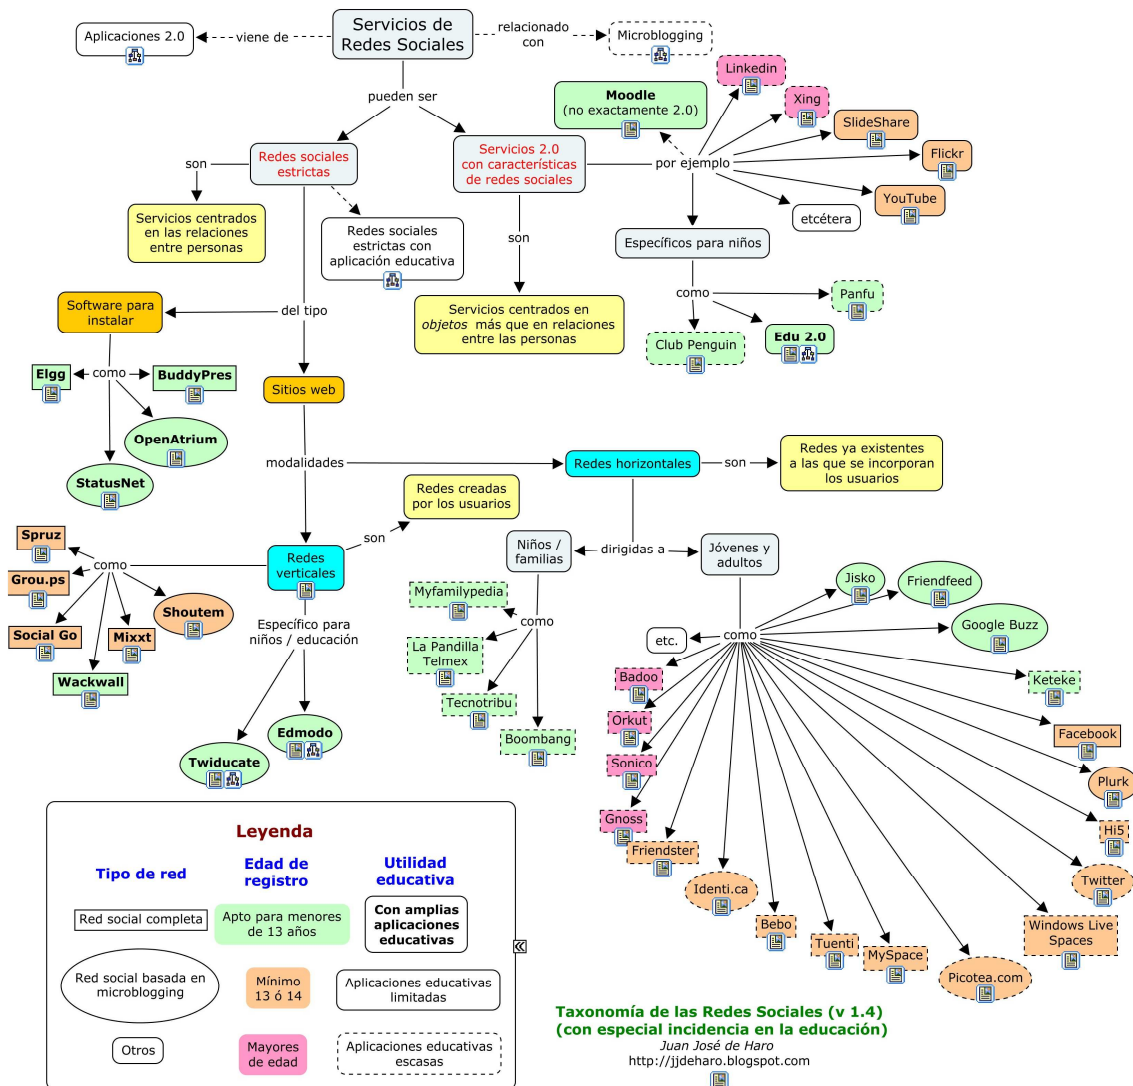 Servicios de
Redes Sociales
Aplicaciones 2.0
viene de
relacionado
con
Microblogging
pueden ser
Redes sociales
estrictas
son
Servicios centrados
en las relaciones
entre personas
Redes sociales
estrictas con
aplicación educativa
Servicios 2.0
con características
de redes sociales
son
Servicios centrados en
objetos más que en relaciones
entre las personas
por ejemplo
Moodle
(no exactamente 2.0)
Linkedin
Xing
SlideShare
Flickr
YouTube
etcétera
Específicos para niños
como
Panfu
Edu 2.0
Club Penguin
del tipo
Software para
instalar
como
Elgg
BuddyPres
OpenAtrium
StatusNet
Sitios web
modalidades
Redes horizontales
son
Redes ya existentes
a las que se incorporan
los usuarios
Redes creadas
por los usuarios
son
Redes
verticales
como
Spruz
Grou.ps
Social Go
Wackwall
Mixxt
Shoutem
Específico para
niños / educación
Edmodo
Twiducate
dirigidas a
Niños /
familias
como
Myfamilypedia
La Pandilla
Telmex
Tecnotribu
Boombang
Jóvenes y
adultos
como
Jisko
Friendfeed
Google Buzz
Keteke
Facebook
Plurk
Hi5
Twitter
Windows Live
Spaces
Picotea.com
MySpace
Tuenti
Bebo
Identi.ca
Friendster
Gnoss
Sonico
Orkut
Badoo
etc.
Leyenda
Tipo de red
Edad de
registro
Utilidad
educativa
Red social completa
Apto para menores
de 13 años
Con amplias
aplicaciones
educativas
Red social basada en
microblogging
Mínimo
13 ó 14
Aplicaciones educativas
limitadas
Otros
Mayores
de edad
Aplicaciones educativas
escasas
Taxonomía de las Redes Sociales (v 1.4)
(con especial incidencia en la educación)
Juan José de Haro
http://jjdeharo.blogspot.com